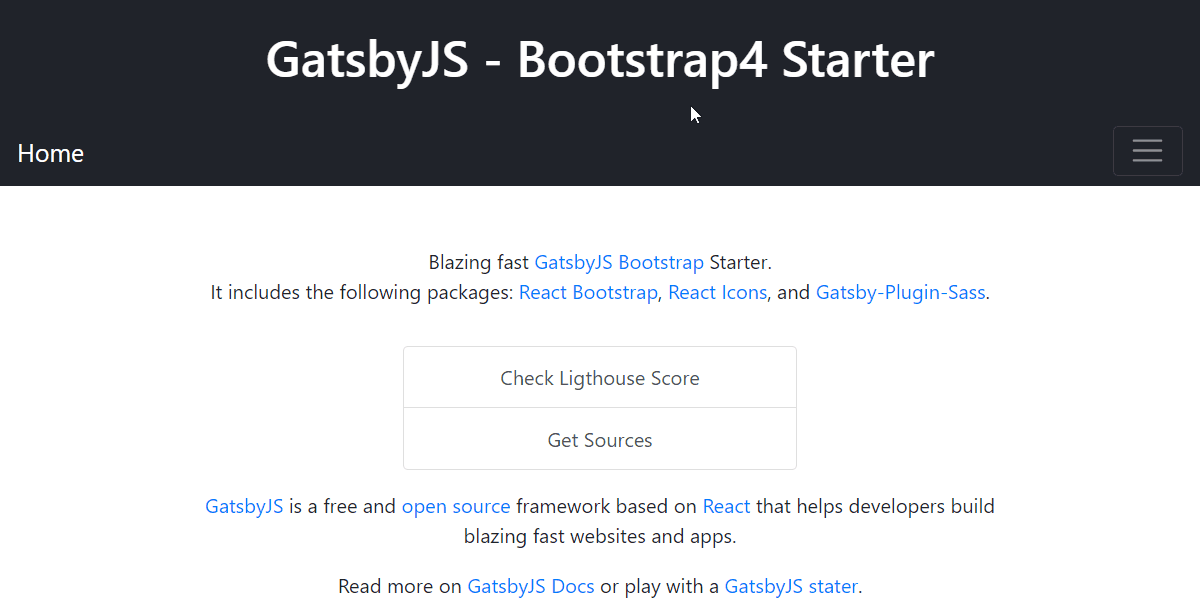 GatsbyJS - Bootstrap4 Starter
Home
Blazing fast GatsbyJS Bootstrap Starter.
It includes the following packages: React Bootstrap, React Icons, and Gatsby-Plugin-Sass.
Check Ligthouse Score
Get Sources
GatsbyJS is a free and open source framework based on React that helps developers build
blazing fast websites and apps.
Read more on GatsbyJS Docs or play with a GatsbyJS stater.